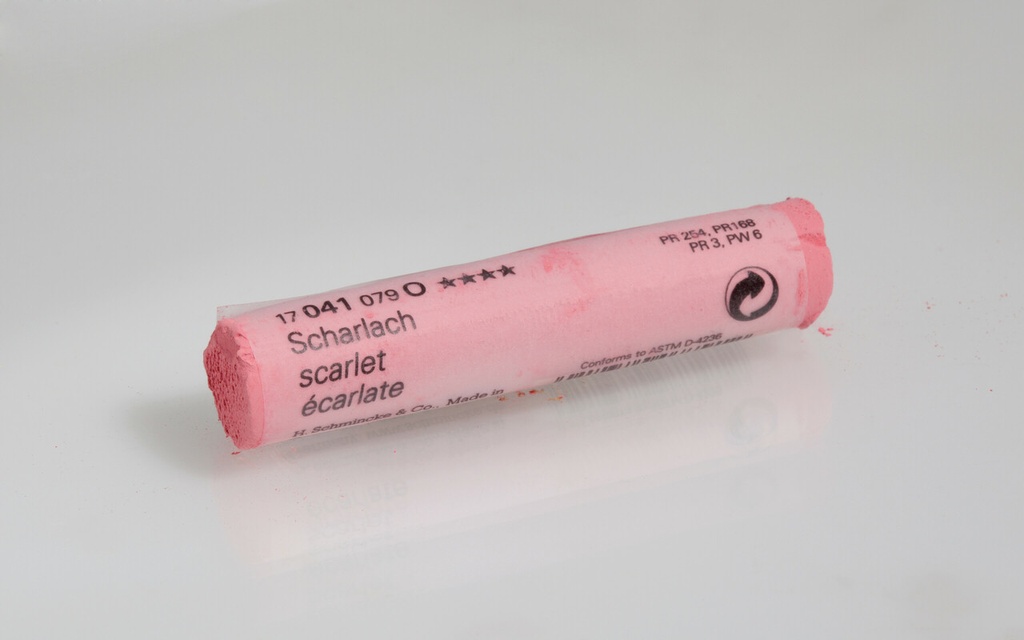 17 041 079 O ★★★★
Scharlach
scarlet
écarlate
H. Schmincke & Co., Made in
PR 254, PR168
PR 3, PW 6
Conforms to ASTM D-4236